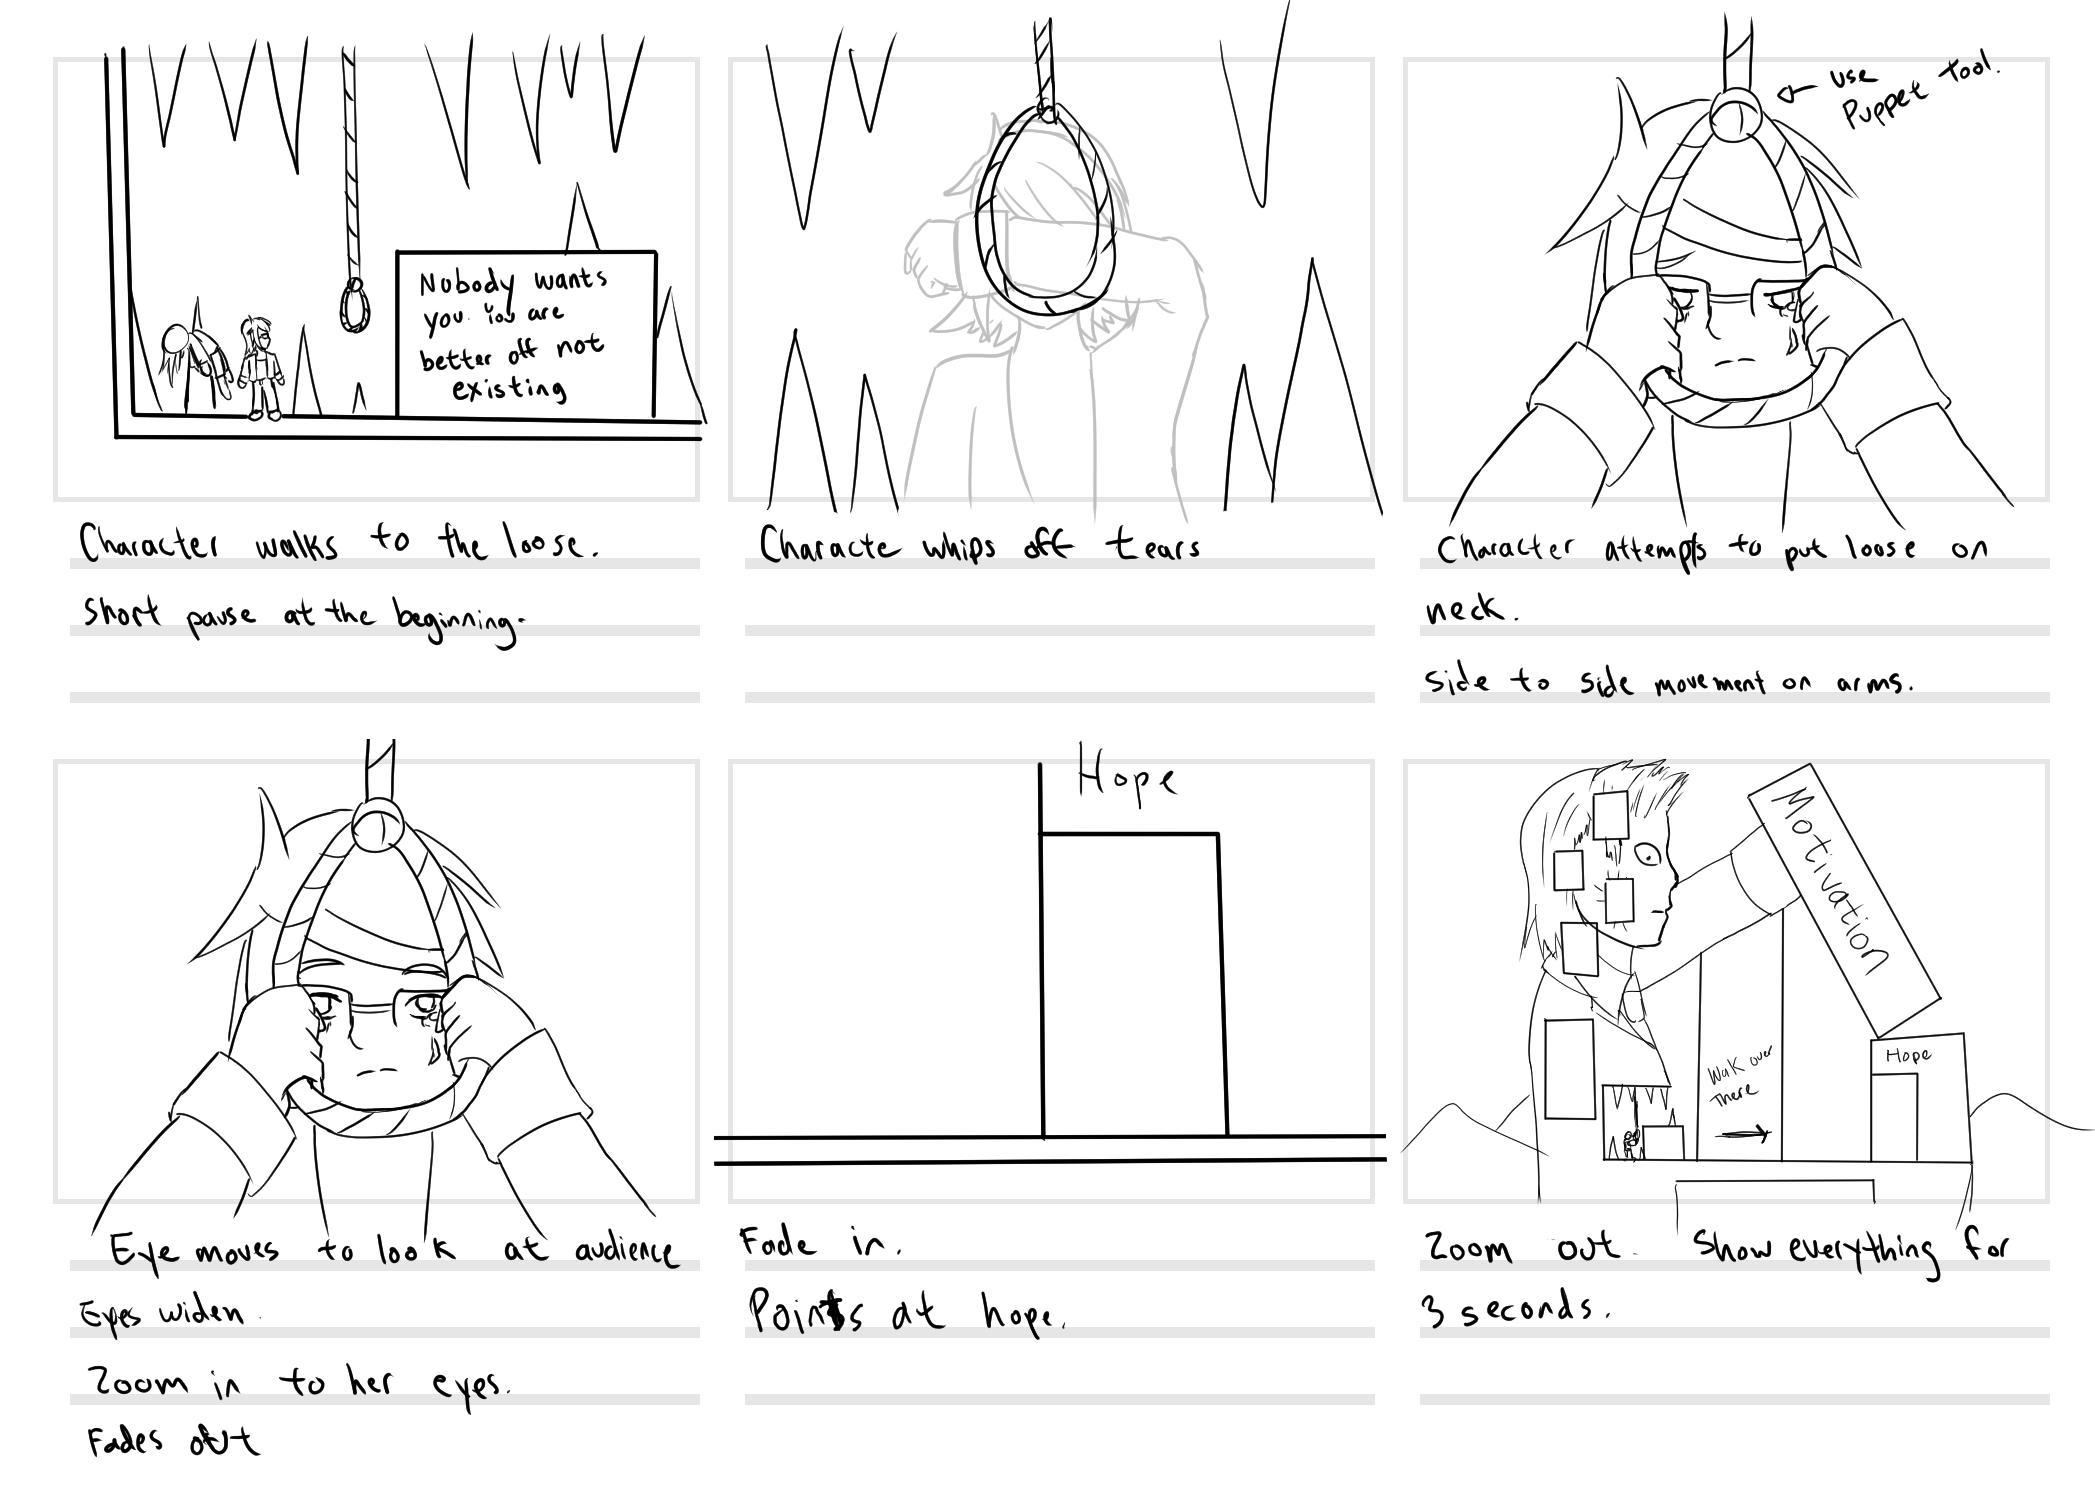 Nobody wants
you. You are
better off not
existing
Character walks to the loose.
Short pause at the beginning.
Characte whips off tears
use
Puppet Tool.
Character attempts to put loose on
neck.
Side to side movement on arms.
Eye moves to look at audience
Eyes widen.
Zoom in to her eyes.
Fades out
Hope
Fade in.
Points at hope.
Motivation
Hope
Walk over
There
Zoom out. Show everything for
3 seconds.